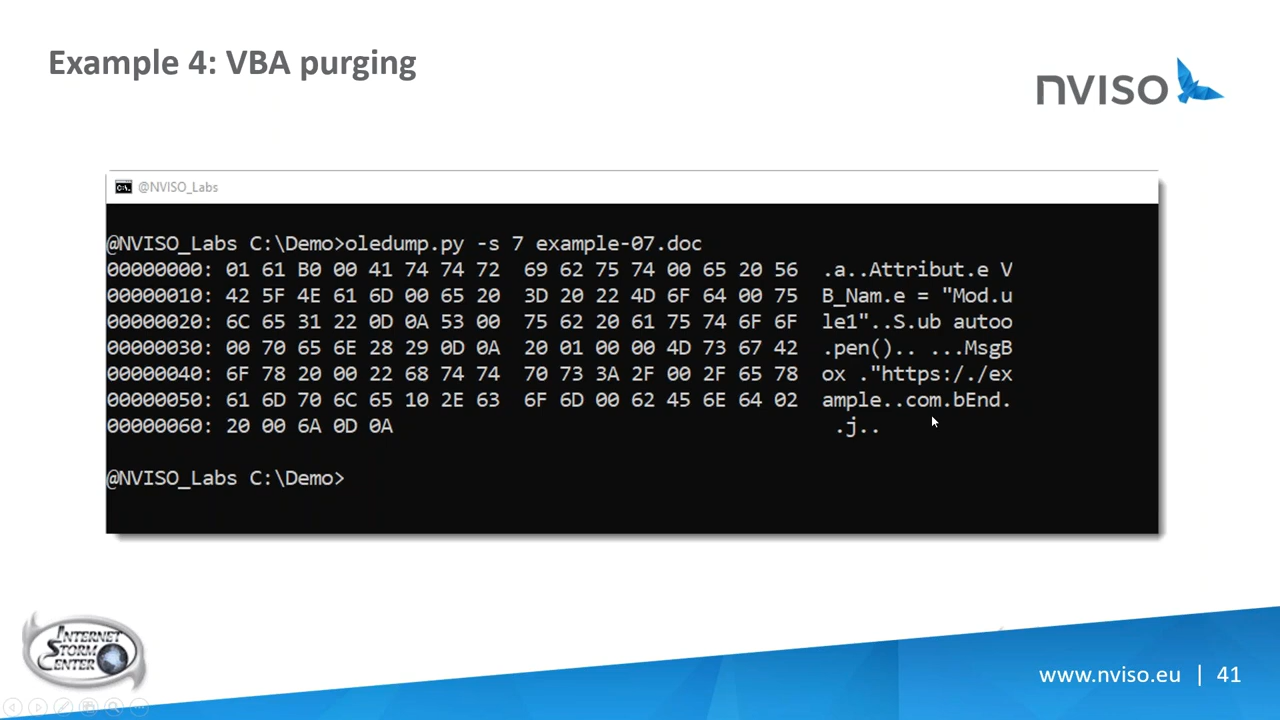 Example 4: VBA purging
nviso
@NVISO_Labs
@NVISO_Labs C:\Demo>oledump.py -s 7 example-07.doc
00000000: 01 61 B0 00 41 74 74 72  69 62 75 74 00 65 20 56  .a..Attribut.e V
00000010: 42 5F 4E 61 6D 00 65 20  3D 20 22 4D 6F 64 00 75  B_Nam.e = "Mod.u
00000020: 6C 65 31 22 0D 0A 53 00  75 62 20 61 75 74 6F 6F  le1"..S.ub autoo
00000030: 00 70 65 6E 28 29 0D 0A  20 01 00 00 4D 73 67 42  .pen().. ...MsgB
00000040: 6F 78 20 00 22 68 74 74  70 73 3A 2F 00 2F 65 78  ox ."https:/./ex
00000050: 61 6D 70 6C 65 10 2E 63  6F 6D 00 62 45 6E 64 02  ample..com.bEnd.
00000060: 20 00 6A 0D 0A                                     .j..
@NVISO_Labs C:\Demo>
INTERNET
STORM
CENTER
www.nviso.eu | 41